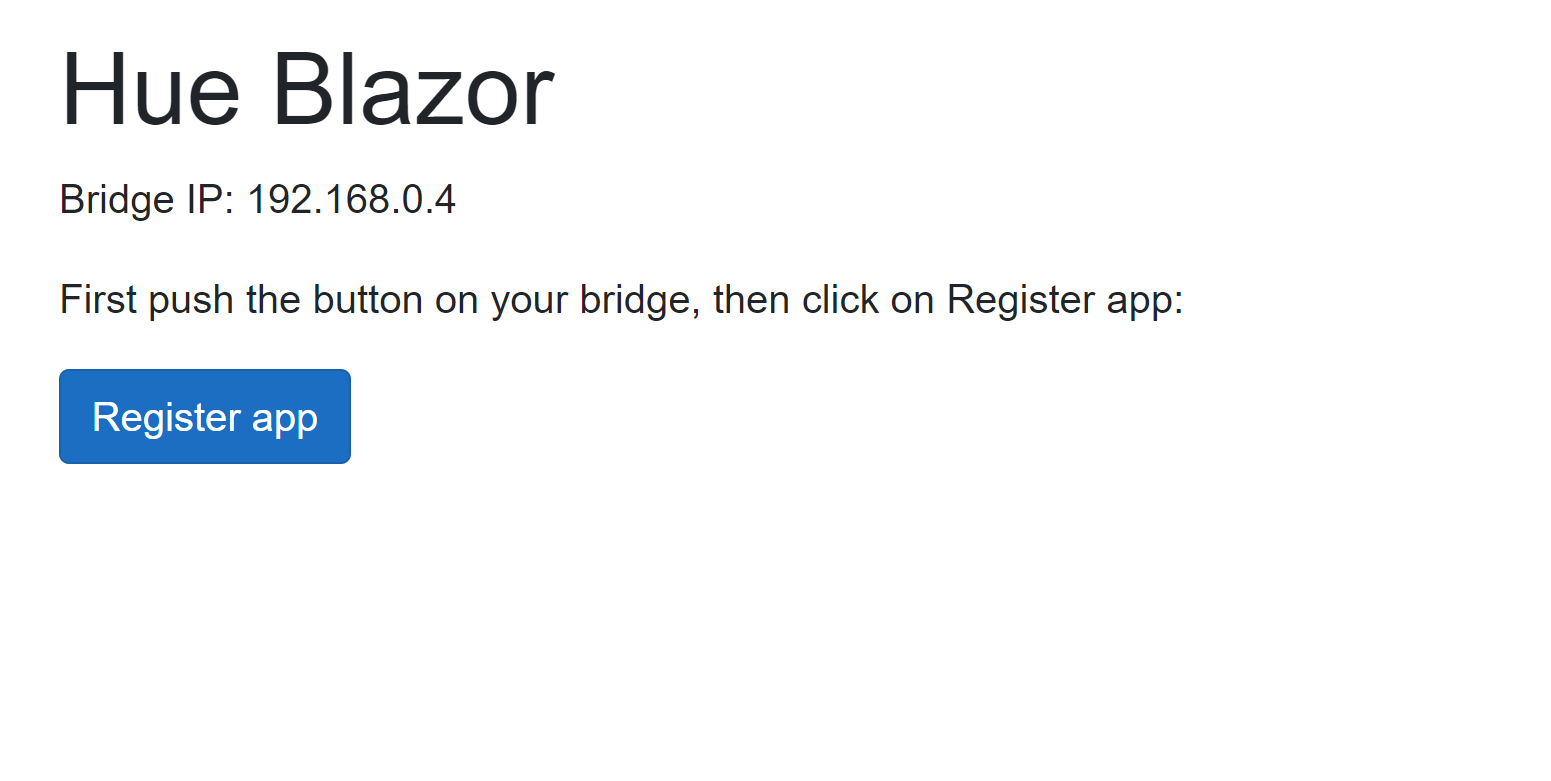 Hue Blazor
Bridge IP: 192.168.0.4
First push the button on your bridge, then click on Register app:
Register app